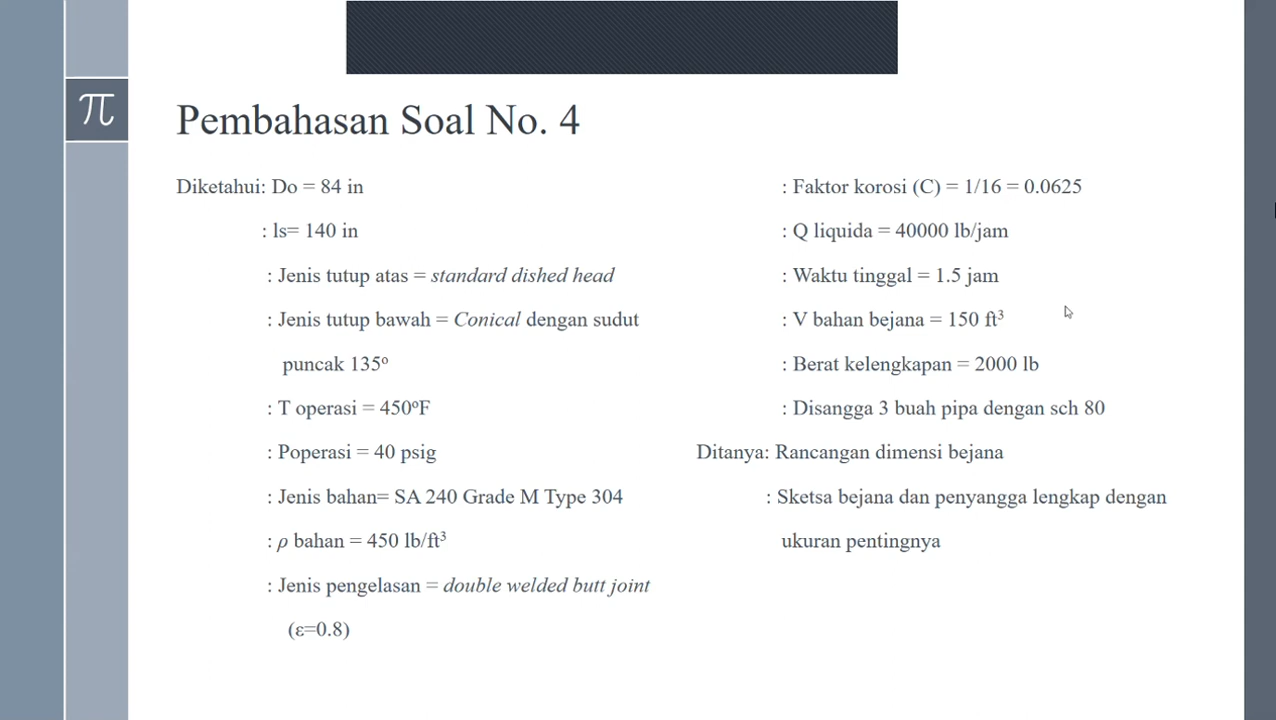 π
Pembahasan Soal No. 4
Diketahui: Do = 84 in
: ls= 140 in
: Jenis tutup atas = standard dished head
: Jenis tutup bawah = Conical dengan sudut
puncak 135º
: T operasi = 450ºF
: Poperasi = 40 psig
: Jenis bahan= SA 240 Grade M Type 304
: ρ bahan = 450 lb/ft³
: Jenis pengelasan = double welded butt joint
(ε=0.8)
: Faktor korosi (C) = 1/16 = 0.0625
: Q liquida = 40000 lb/jam
: Waktu tinggal = 1.5 jam
: V bahan bejana = 150 ft³
: Berat kelengkapan = 2000 lb
: Disangga 3 buah pipa dengan sch 80
Ditanya: Rancangan dimensi bejana
: Sketsa bejana dan penyangga lengkap dengan
ukuran pentingnya